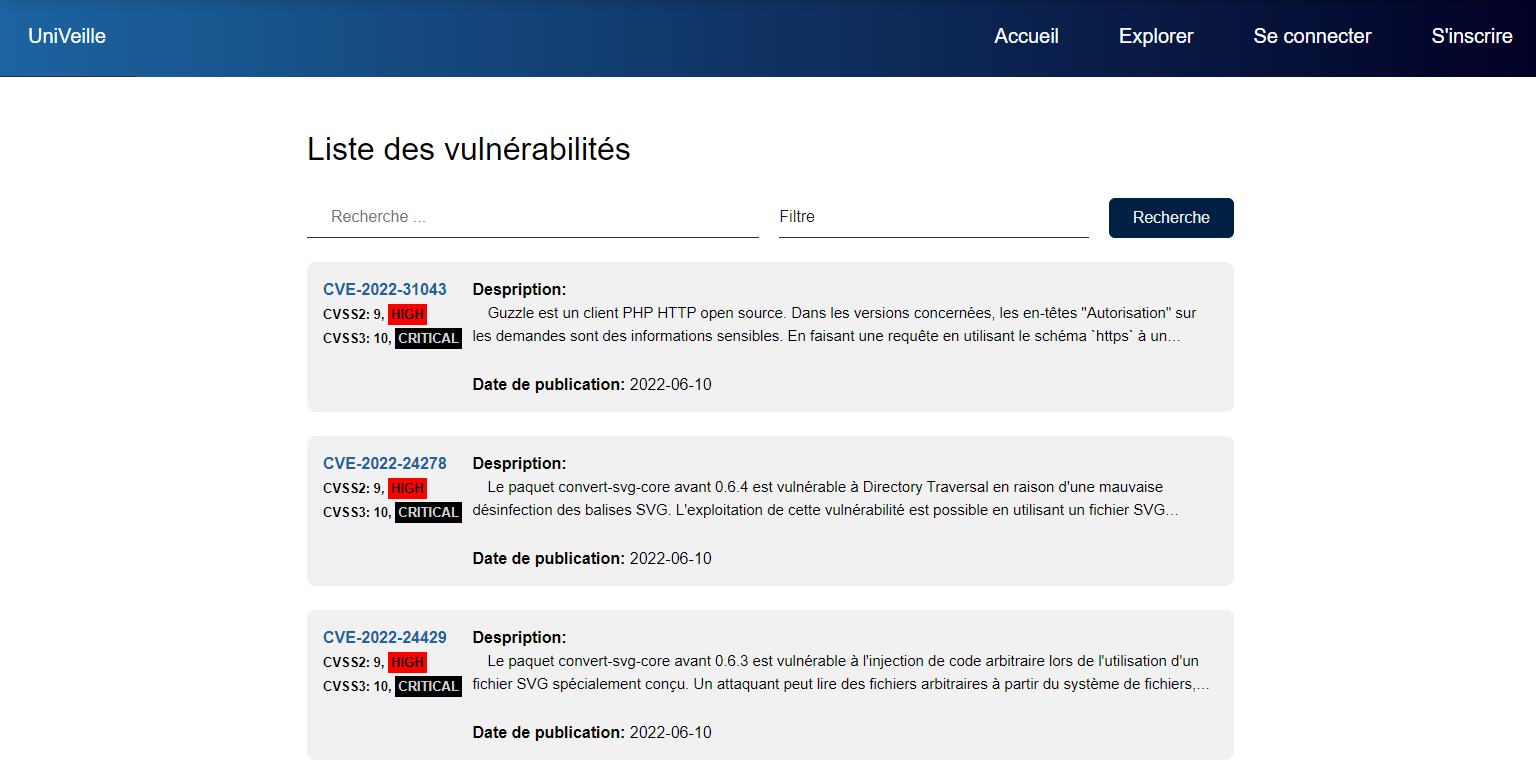 UniVeille Accueil Explorer Se connecter S'inscrire
Liste des vulnérabilités
Recherche ... Filtre Recherche
CVE-2022-31043
CVSS2: 9, HIGH
CVSS3: 10, CRITICAL
Despription:
Guzzle est un client PHP HTTP open source. Dans les versions concernées, les en-têtes "Autorisation" sur
les demandes sont des informations sensibles. En faisant une requête en utilisant le schéma `https` à un…
Date de publication: 2022-06-10
CVE-2022-24278
CVSS2: 9, HIGH
CVSS3: 10, CRITICAL
Despription:
Le paquet convert-svg-core avant 0.6.4 est vulnérable à Directory Traversal en raison d'une mauvaise
désinfection des balises SVG. L'exploitation de cette vulnérabilité est possible en utilisant un fichier SVG…
Date de publication: 2022-06-10
CVE-2022-24429
CVSS2: 9, HIGH
CVSS3: 10, CRITICAL
Despription:
Le paquet convert-svg-core avant 0.6.3 est vulnérable à l'injection de code arbitraire lors de l'utilisation d'un
fichier SVG spécialement conçu. Un attaquant peut lire des fichiers arbitraires à partir du système de fichiers,…
Date de publication: 2022-06-10